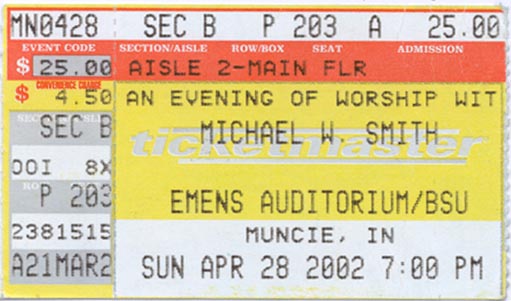 MN0428 SEC B P 203 A 25.00
EVENT CODE SECTION/AISLE ROW/BOX SEAT ADMISSION
$ 25.00 AISLE 2-MAIN FLR
CONVENIENCE CHARGE
$ 4.50 AN EVENING OF WORSHIP WIT
SEC B MICHAEL W. SMITH
ticketmaster
OOI 8X
P 203 EMENS AUDITORIUM/BSU
2381515 MUNCIE, IN
A21MAR2 SUN APR 28 2002 7:00 PM